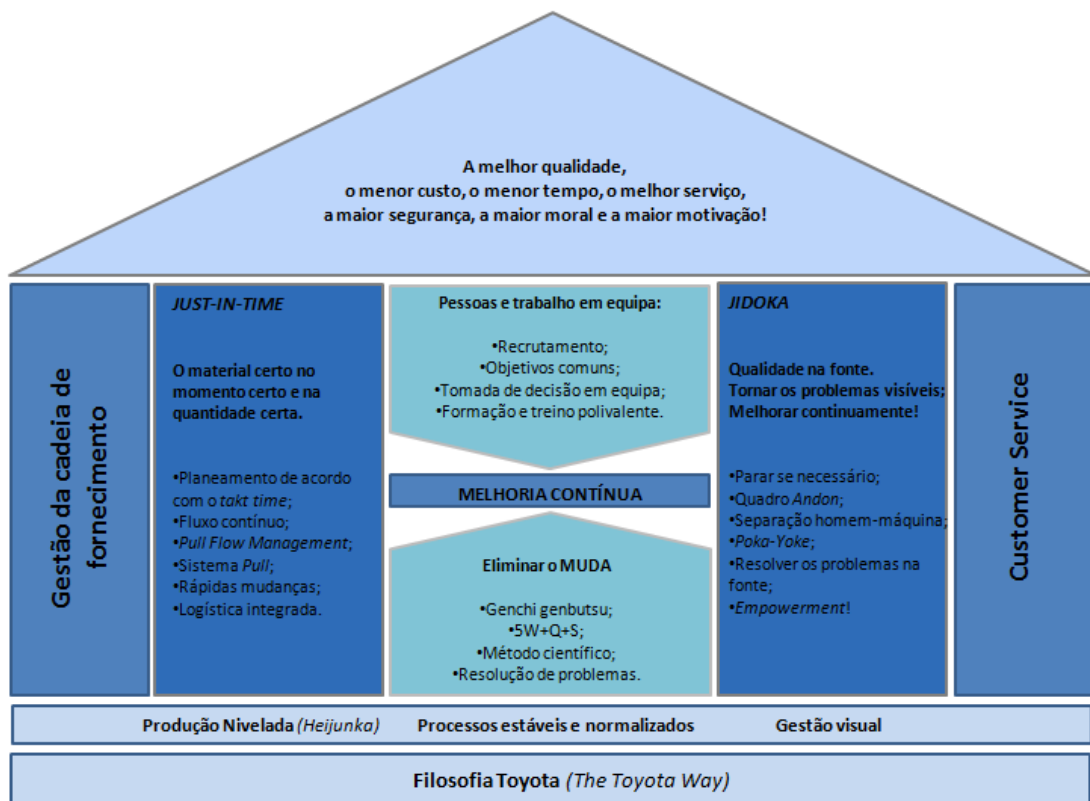 A melhor qualidade,
o menor custo, o menor tempo, o melhor serviço,
a maior segurança, a maior moral e a maior motivação!
Gestão da cadeia de
fornecimento
JUST-IN-TIME
O material certo no
momento certo e na
quantidade certa.
•Planeamento de acordo
com o takt time;
•Fluxo contínuo;
•Pull Flow Management;
•Sistema Pull;
•Rápidas mudanças;
•Logística integrada.
Pessoas e trabalho em equipa:
•Recrutamento;
•Objetivos comuns;
•Tomada de decisão em equipa;
•Formação e treino polivalente.
MELHORIA CONTÍNUA
Eliminar o MUDA
•Genchi genbutsu;
•5W+Q+S;
•Método científico;
•Resolução de problemas.
JIDOKA
Qualidade na fonte.
Tornar os problemas visíveis;
Melhorar continuamente!
•Parar se necessário;
•Quadro Andon;
•Separação homem-máquina;
•Poka-Yoke;
•Resolver os problemas na
fonte;
•Empowerment!
Customer Service
Produção Nivelada (Heijunka) Processos estáveis e normalizados Gestão visual
Filosofia Toyota (The Toyota Way)